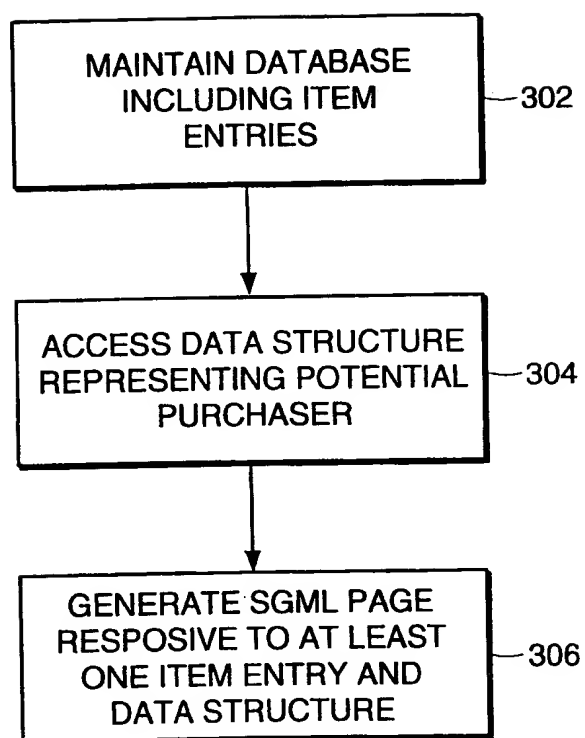 MAINTAIN DATABASE
INCLUDING ITEM
ENTRIES
302
ACCESS DATA STRUCTURE
REPRESENTING POTENTIAL
PURCHASER
304
GENERATE SGML PAGE
RESPOSIVE TO AT LEAST
ONE ITEM ENTRY AND
DATA STRUCTURE
306